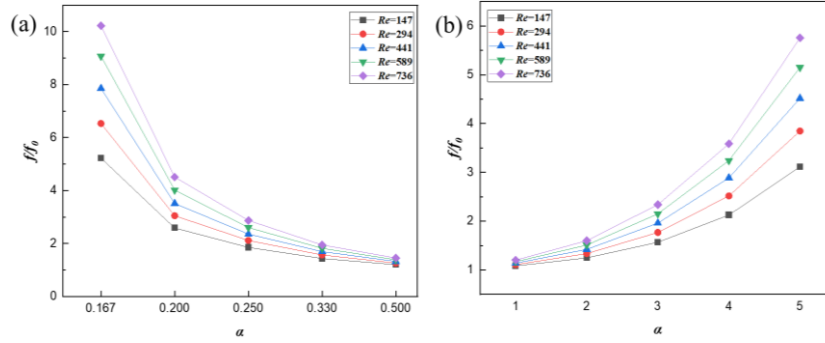 (a)
Re=147
Re=294
Re=441
Re=589
Re=736
10
8
6
4
2
0
f/f0
0.167 0.200 0.250 0.330 0.500
α
(b)
Re=147
Re=294
Re=441
Re=589
Re=736
6
5
4
3
2
1
f/f0
1 2 3 4 5
α